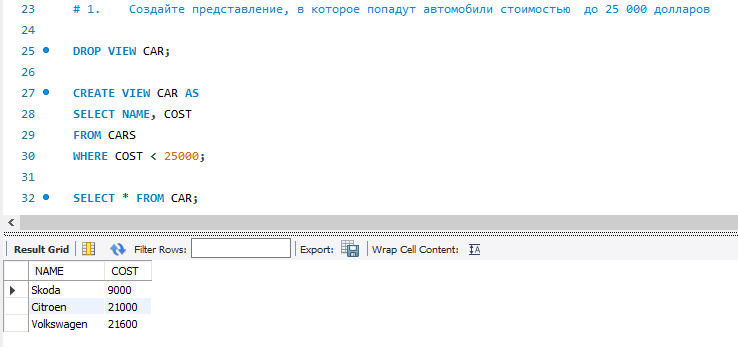 23 # 1. Создайте представление, в которое попадут автомобили стоимостью до 25 000 долларов
24
25 DROP VIEW CAR;
26
27 CREATE VIEW CAR AS
28 SELECT NAME, COST
29 FROM CARS
30 WHERE COST < 25000;
31
32 SELECT * FROM CAR;
Result Grid Filter Rows: Export: Wrap Cell Content:
NAME COST
Skoda 9000
Citroen 21000
Volkswagen 21600